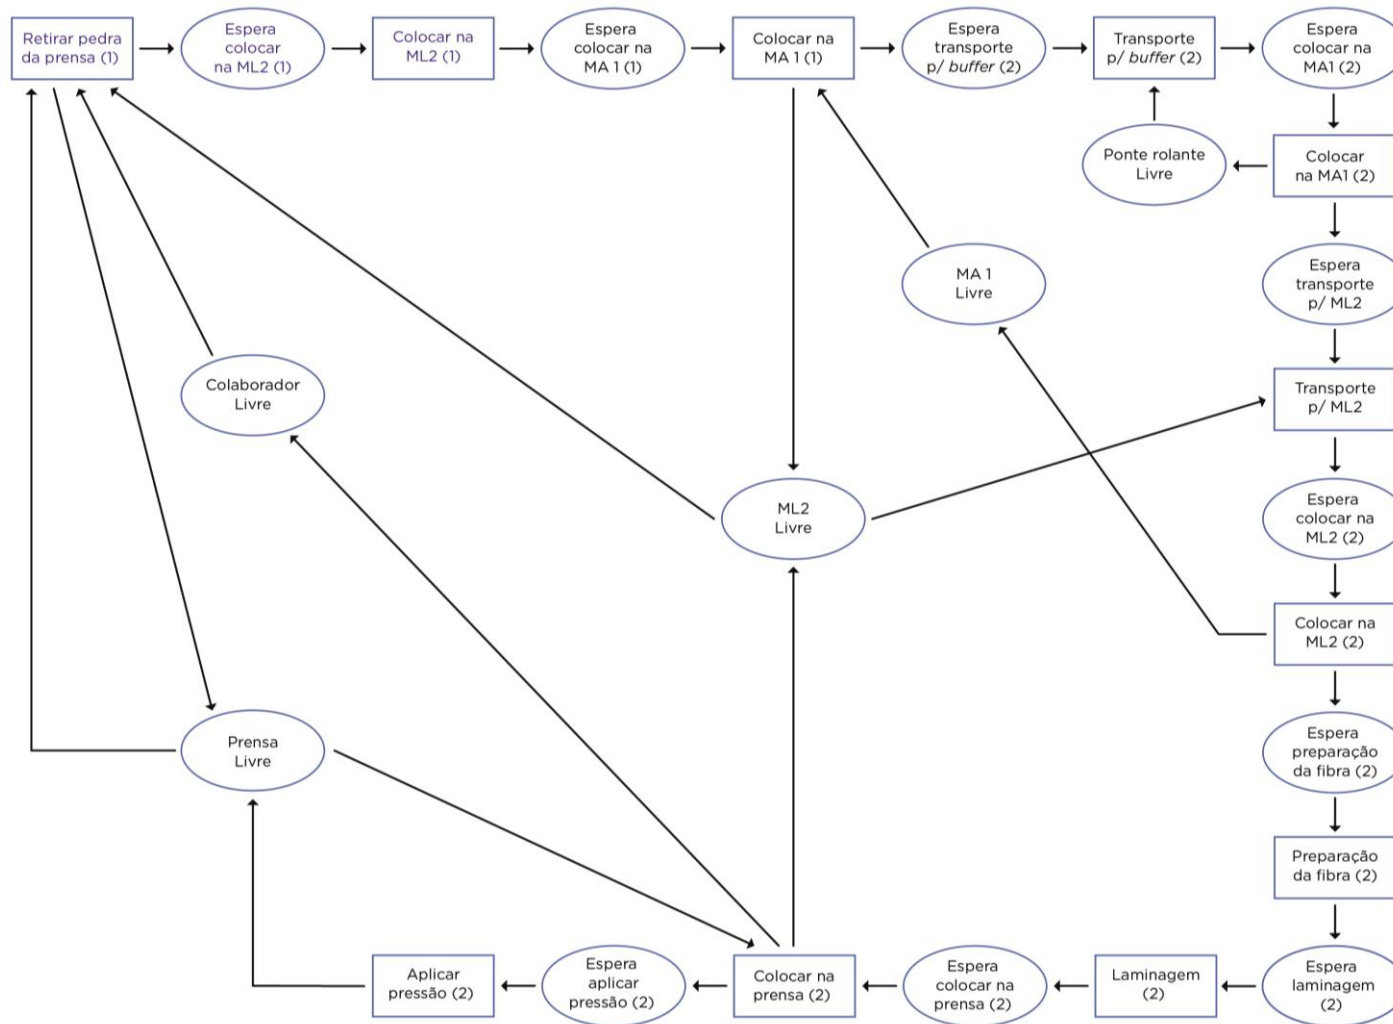 Retirar pedra
da prensa (1)
Espera
colocar
na ML2 (1)
Colocar na
ML2 (1)
Espera
colocar na
MA 1 (1)
Colocar na
MA 1 (1)
Espera
transporte
p/ buffer (2)
Transporte
p/ buffer (2)
Espera
colocar na
MA1 (2)
Ponte rolante
Livre
Colocar
na MA1 (2)
MA 1
Livre
Espera
transporte
p/ ML2
Colaborador
Livre
Transporte
p/ ML2
ML2
Livre
Espera
colocar na
ML2 (2)
Colocar na
ML2 (2)
Prensa
Livre
Espera
preparação
da fibra (2)
Preparação
da fibra (2)
Aplicar
pressão (2)
Espera
aplicar
pressão (2)
Colocar na
prensa (2)
Espera
colocar na
prensa (2)
Laminagem
(2)
Espera
laminagem
(2)